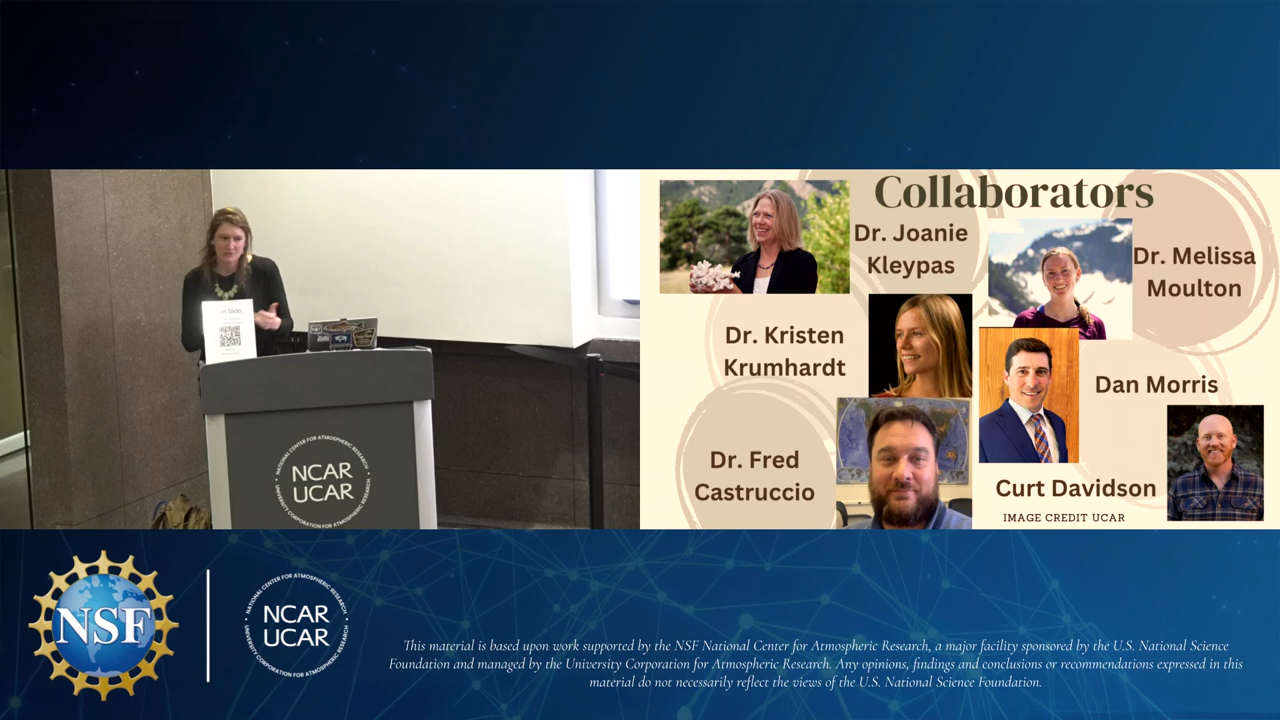 Collaborators
Dr. Joanie
Kleypas
Dr. Melissa
Moulton
Dr. Kristen
Krumhardt
Dan Morris
Dr. Fred
Castruccio
Curt Davidson
IMAGE CREDIT UCAR
NATIONAL CENTER FOR ATMOSPHERIC RESEARCH
NCAR
UCAR
UNIVERSITY CORPORATION FOR ATMOSPHERIC RESEARCH
NSF
NATIONAL CENTER FOR ATMOSPHERIC RESEARCH
NCAR
UCAR
UNIVERSITY CORPORATION FOR ATMOSPHERIC RESEARCH
This material is based upon work supported by the NSF National Center for Atmospheric Research, a major facility sponsored by the U.S. National Science
Foundation and managed by the University Corporation for Atmospheric Research. Any opinions, findings and conclusions or recommendations expressed in this
material do not necessarily reflect the views of the U.S. National Science Foundation.